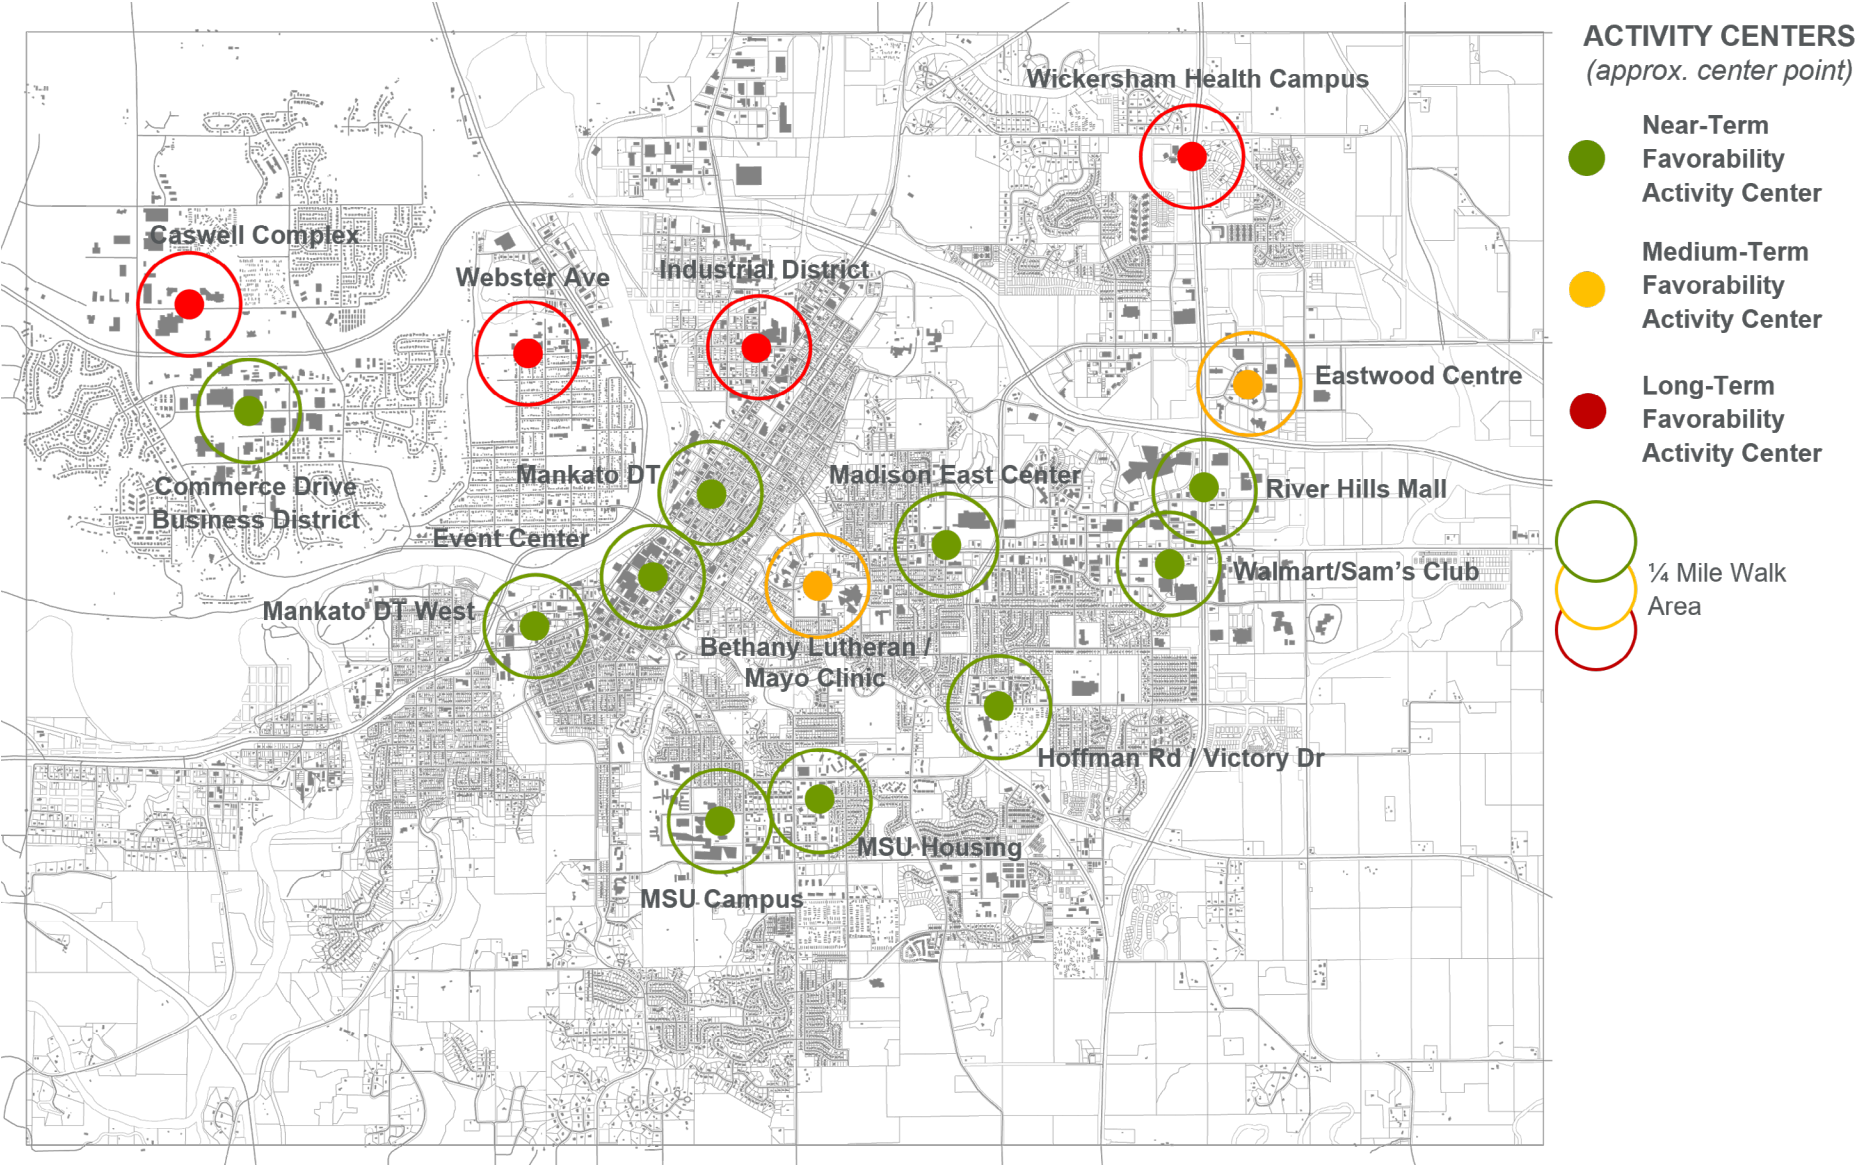 ACTIVITY CENTERS
(approx. center point)
Near-Term
Favorability
Activity Center
Medium-Term
Favorability
Activity Center
Long-Term
Favorability
Activity Center
¼ Mile Walk
Area
Wickersham Health Campus
Caswell Complex
Webster Ave
Industrial District
Eastwood Centre
Commerce Drive
Business District
Mankato DT
Madison East Center
River Hills Mall
Event Center
Walmart/Sam's Club
Mankato DT West
Bethany Lutheran /
Mayo Clinic
Hoffman Rd / Victory Dr
MSU Housing
MSU Campus